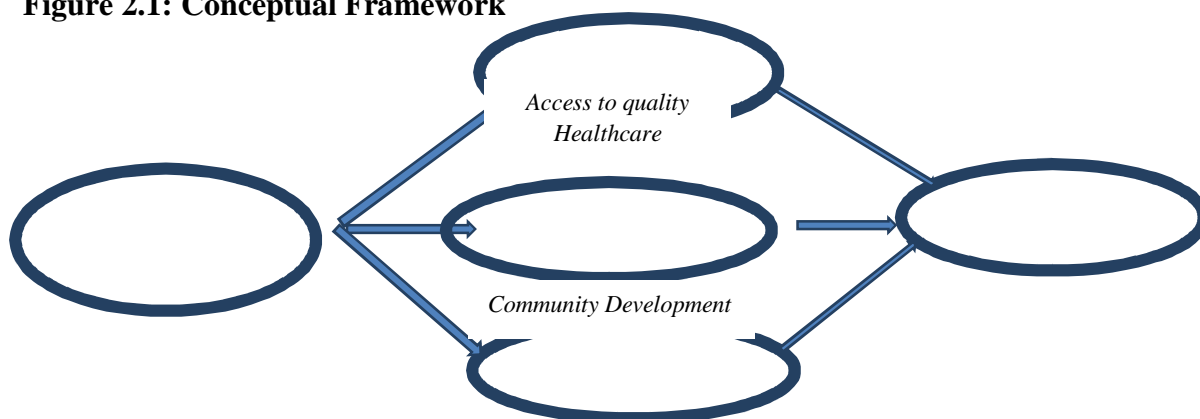 Figure 2.1: Conceptual Framework
Access to quality
Healthcare
Community Development